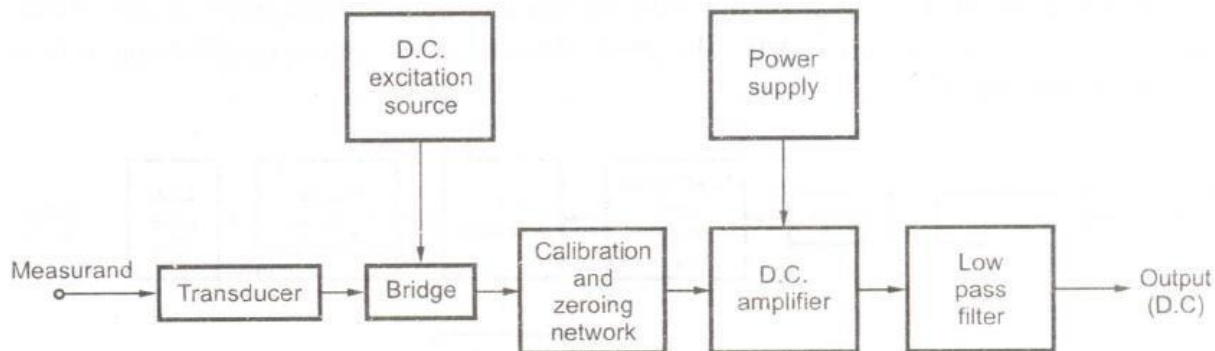 D.C.
excitation
source
Power
supply
Measurand
Transducer
Bridge
Calibration
and
zeroing
network
D.C.
amplifier
Low
pass
filter
Output
(D.C)